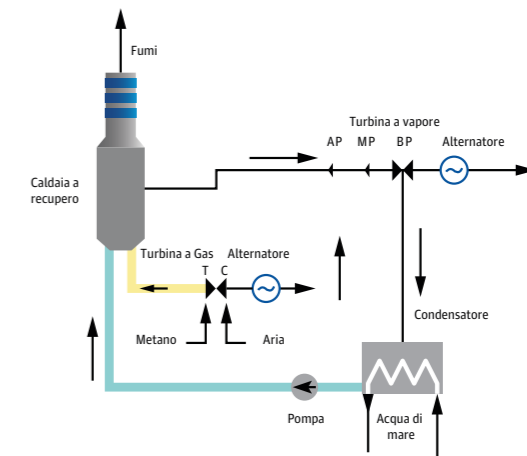 Fumi
Turbina a vapore
AP MP BP Alternatore
Caldaia a
recupero
Turbina a Gas Alternatore
T C
Condensatore
Metano Aria
Pompa
Acqua di
mare